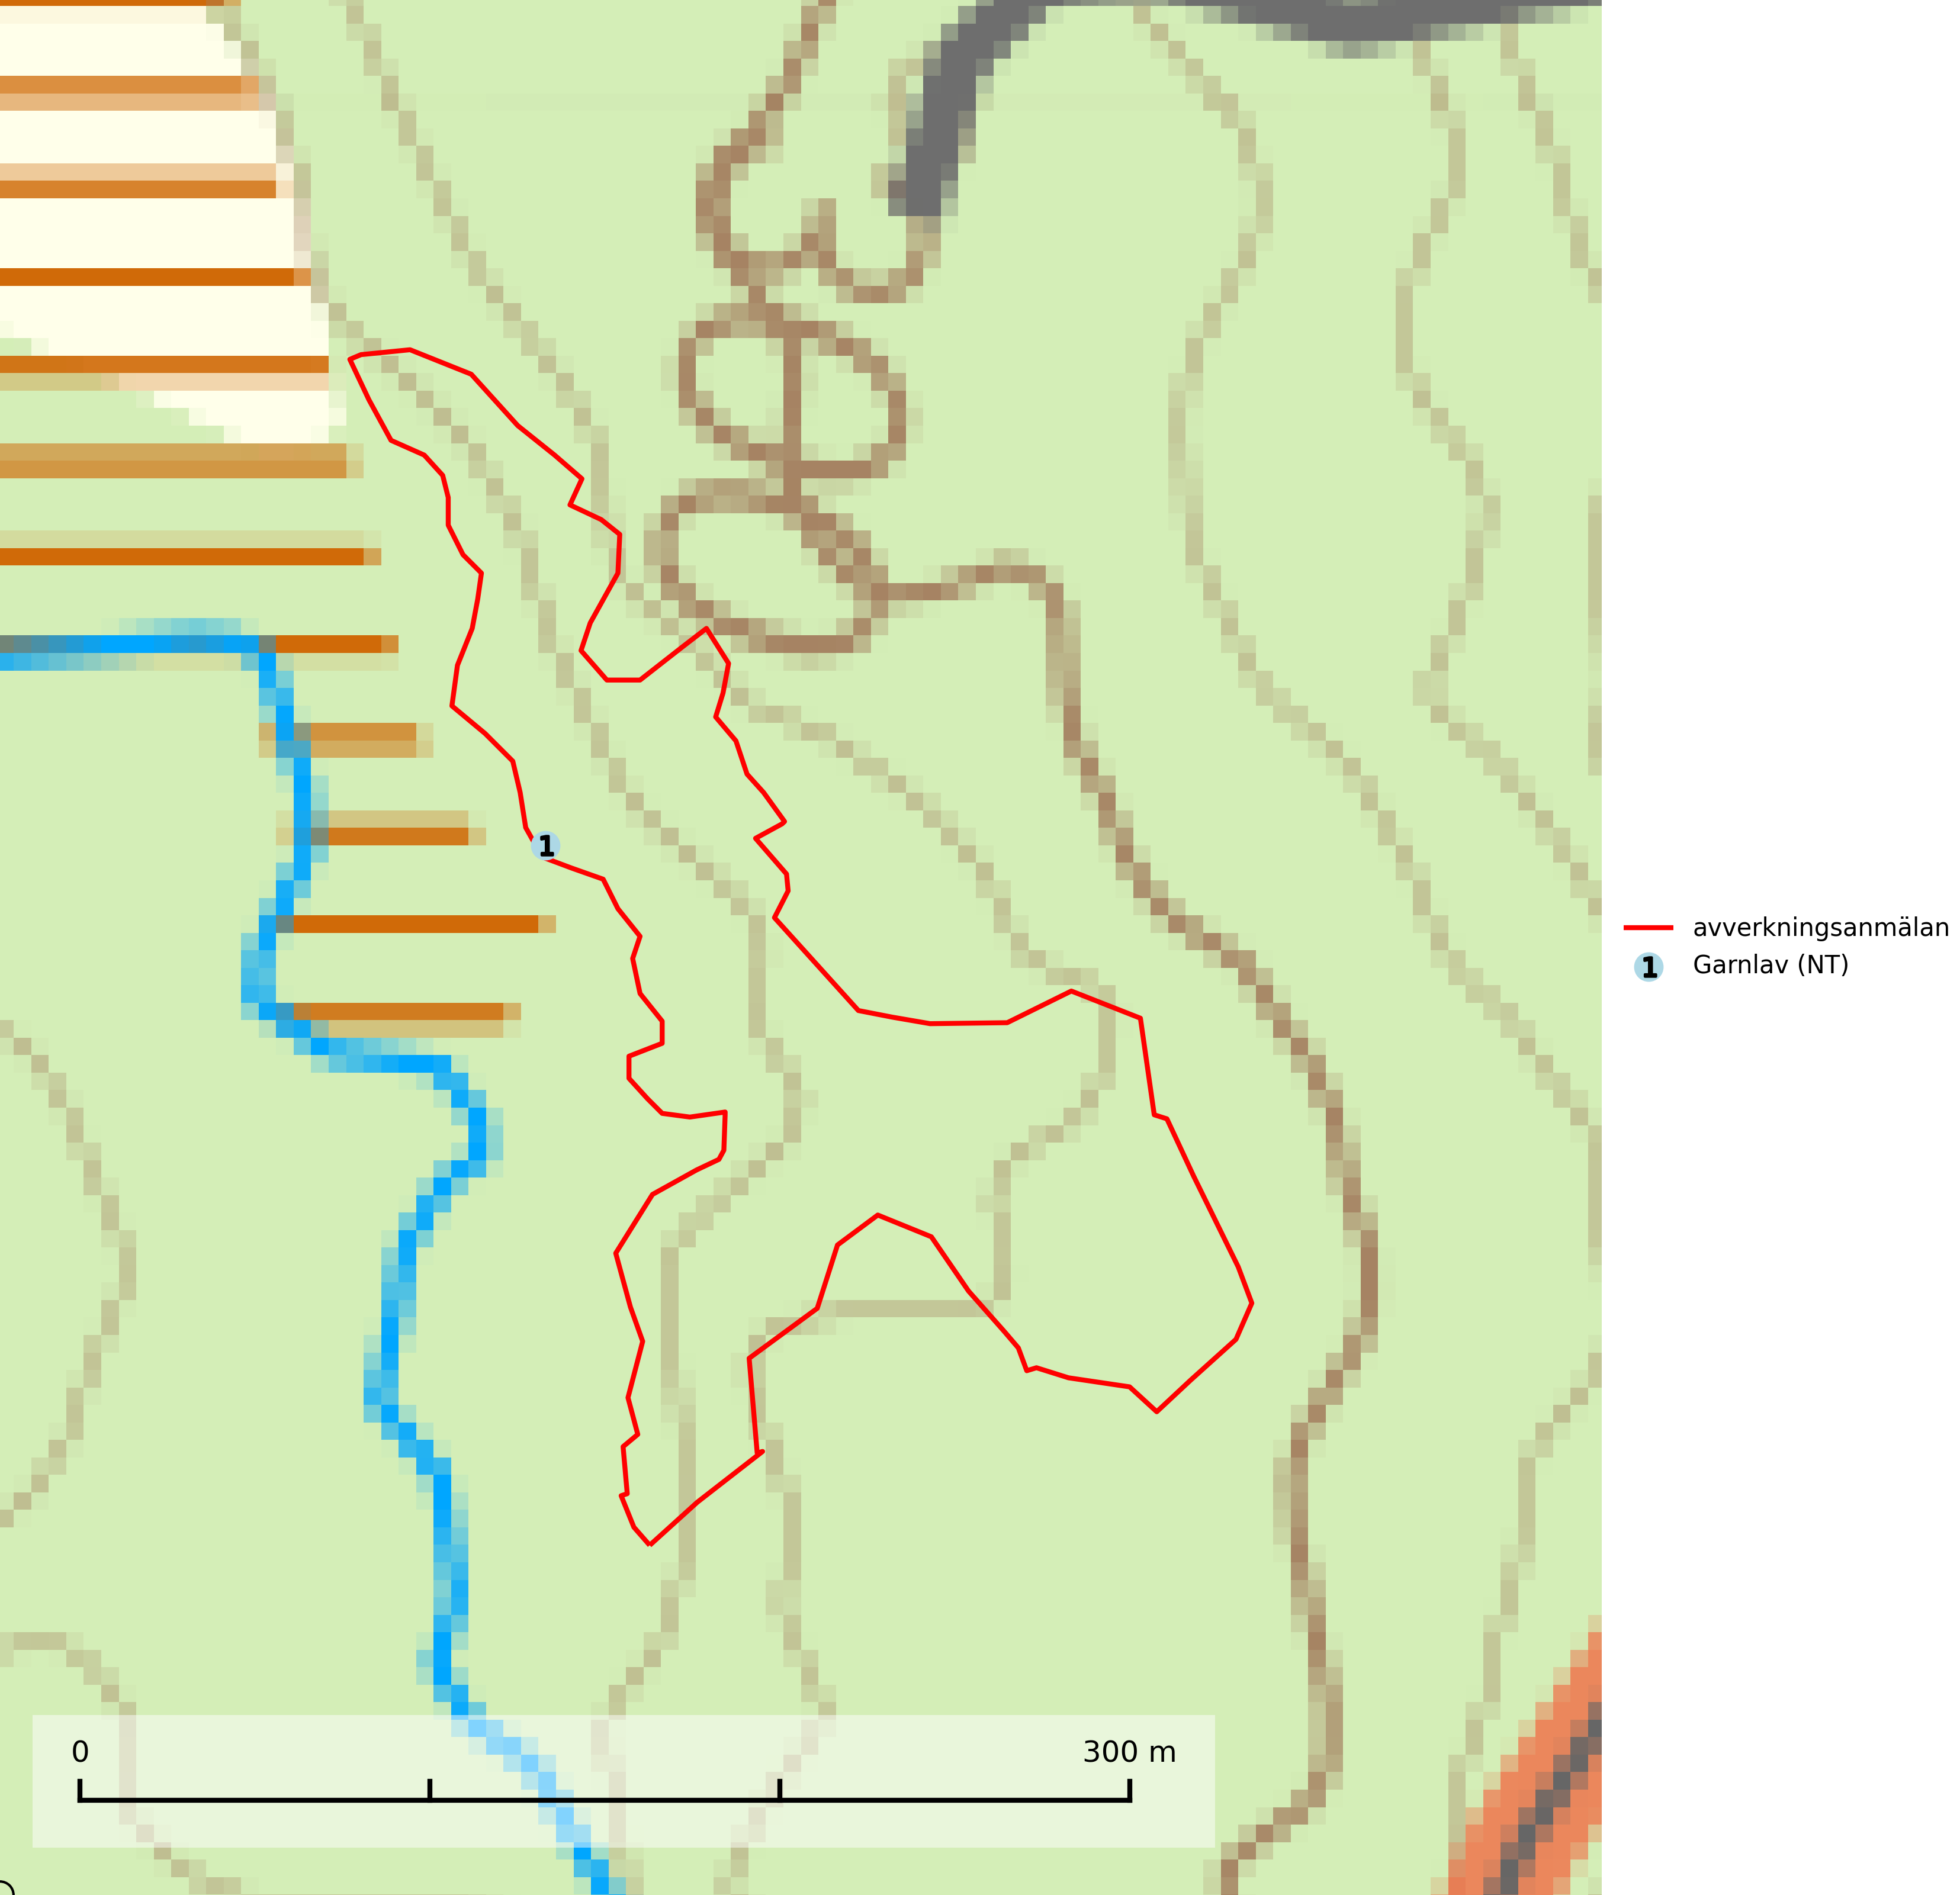 1
avverkningsanmälan
1 Garnlav (NT)
0 300 m